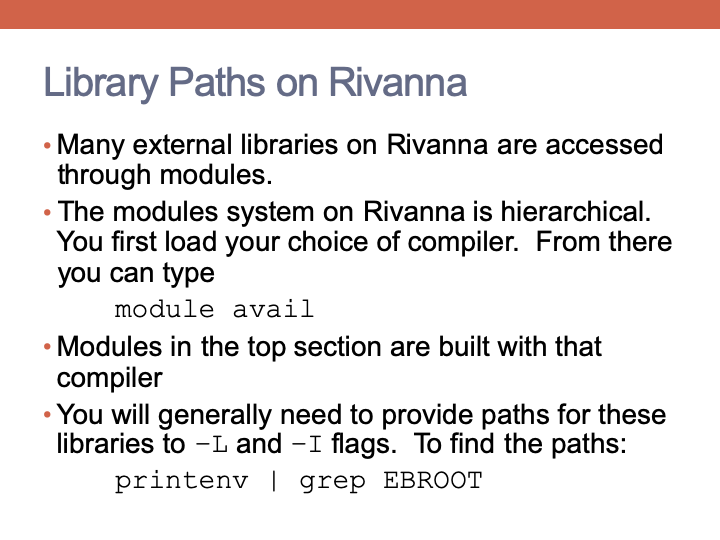 Library Paths on Rivanna
• Many external libraries on Rivanna are accessed
through modules.
• The modules system on Rivanna is hierarchical.
You first load your choice of compiler.  From there
you can type
module avail
• Modules in the top section are built with that
compiler
• You will generally need to provide paths for these
libraries to –L and –I flags.  To find the paths:
printenv | grep EBROOT